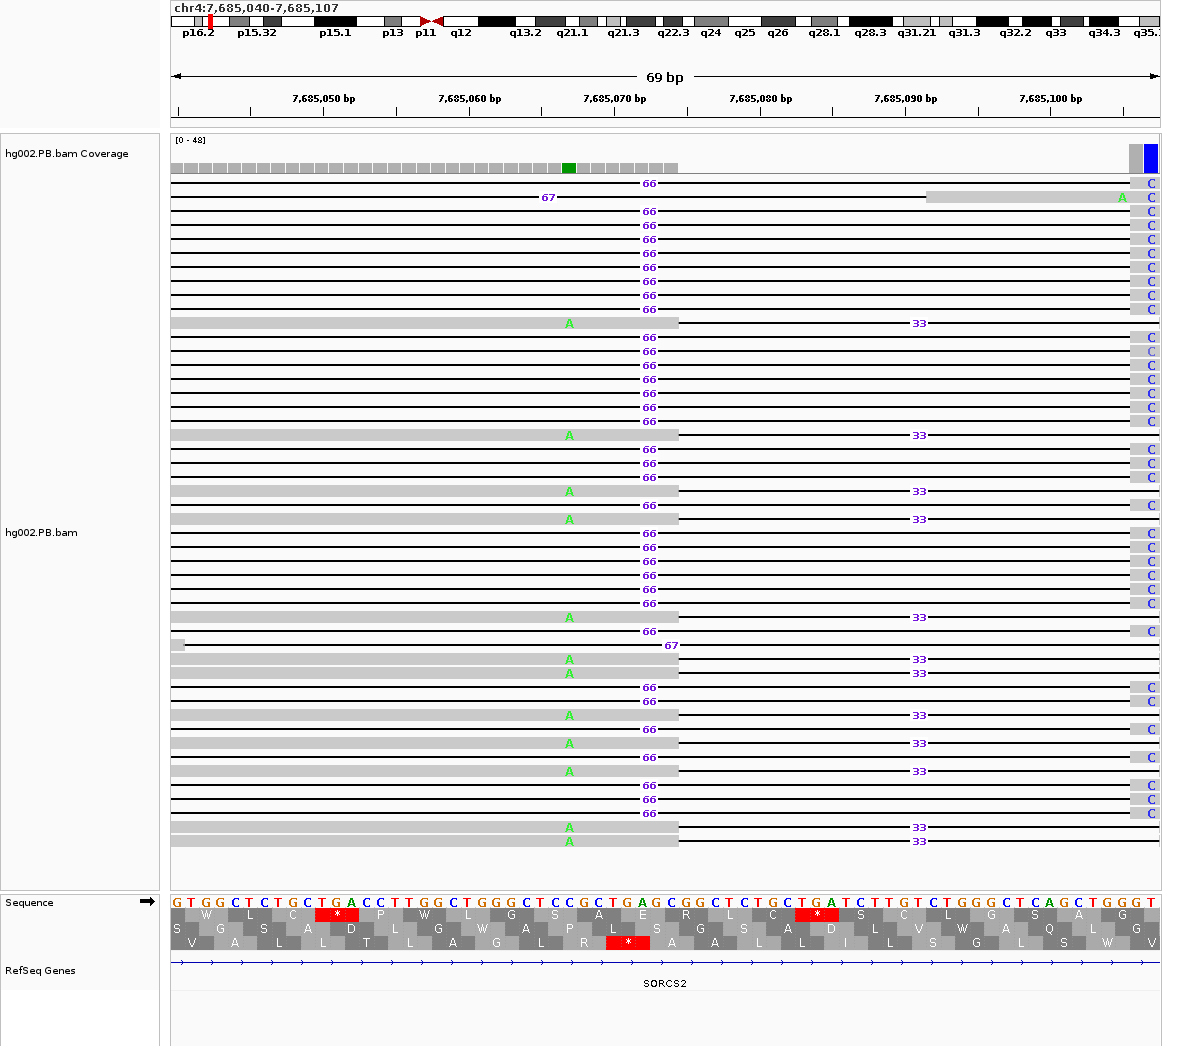 chr4:7,685,040-7,685,107
p16.2 p15.32 p15.1 p13 p11 q12 q13.2 q21.1 q21.3 q22.3 q24 q25 q26 q28.1 q28.3 q31.21 q31.3 q32.2 q33 q34.3 q35.
69 bp
7,685,050 bp 7,685,060 bp 7,685,070 bp 7,685,080 bp 7,685,090 bp 7,685,100 bp
[0 - 48]
hg002.PB.bam Coverage
66 C
67 A C
66 C
66 C
66 C
66 C
66 C
66 C
66 C
66 C
A 33
66 C
66 C
66 C
66 C
66 C
66 C
66 C
A 33
66 C
66 C
66 C
A 33
66 C
A 33
hg002.PB.bam 66 C
66 C
66 C
66 C
66 C
66 C
A 33
66 C
67
A 33
A 33
66 C
66 C
A 33
66 C
A 33
66 C
A 33
66 C
66 C
66 C
A 33
A 33
Sequence G T G G C T C T G C T G A C C T T G G C T G G G C T C C G C T G A G C G G C T C T G C T G A T C T T G T C T G G G C T C A G C T G G G T
W L C * P W L G S A E R L C * S C L G S A G
S G S A D L G W A P L S G S A D L V W A Q L G
V A L L T L A G L R * A A L L I L S G L S W V
RefSeq Genes
SORCS2